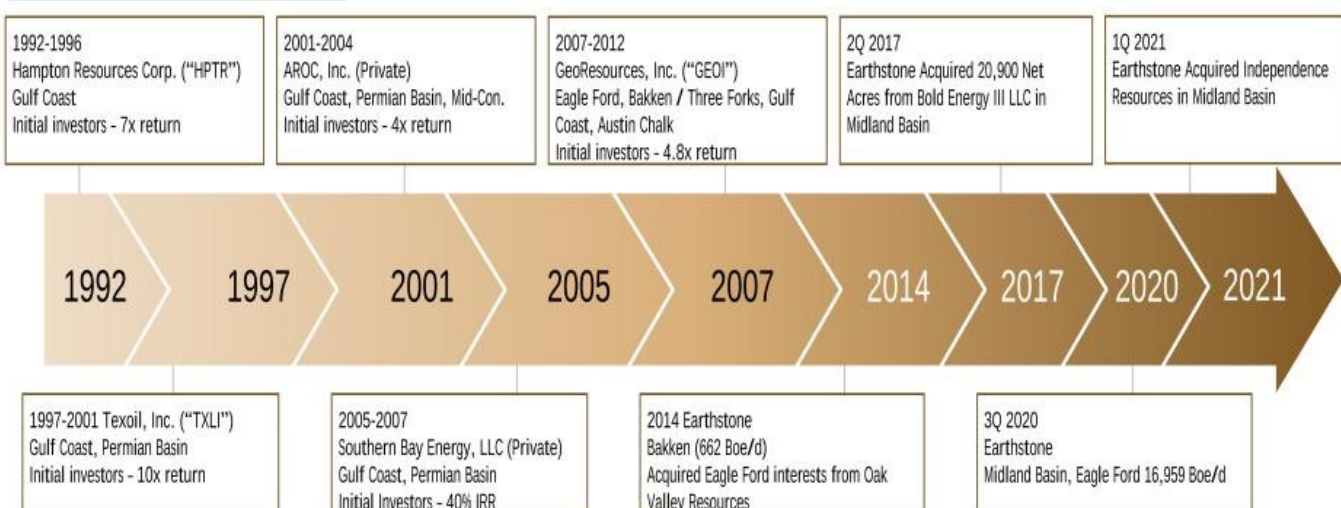 1992-1996
Hampton Resources Corp. (“HPTR”)
Gulf Coast
Initial investors - 7x return
2001-2004
AROC, Inc. (Private)
Gulf Coast, Permian Basin, Mid-Con.
Initial investors - 4x return
2007-2012
GeoResources, Inc. (“GEOI”)
Eagle Ford, Bakken / Three Forks, Gulf
Coast, Austin Chalk
Initial investors - 4.8x return
2Q 2017
Earthstone Acquired 20,900 Net
Acres from Bold Energy III LLC in
Midland Basin
1Q 2021
Earthstone Acquired Independence
Resources in Midland Basin
1992
1997
2001
2005
2007
2014
2017
2020
2021
1997-2001 Texoil, Inc. (“TXLI”)
Gulf Coast, Permian Basin
Initial investors - 10x return
2005-2007
Southern Bay Energy, LLC (Private)
Gulf Coast, Permian Basin
Initial Investors - 40% IRR
2014 Earthstone
Bakken (662 Boe/d)
Acquired Eagle Ford interests from Oak
Valley Resources
3Q 2020
Earthstone
Midland Basin, Eagle Ford 16,959 Boe/d